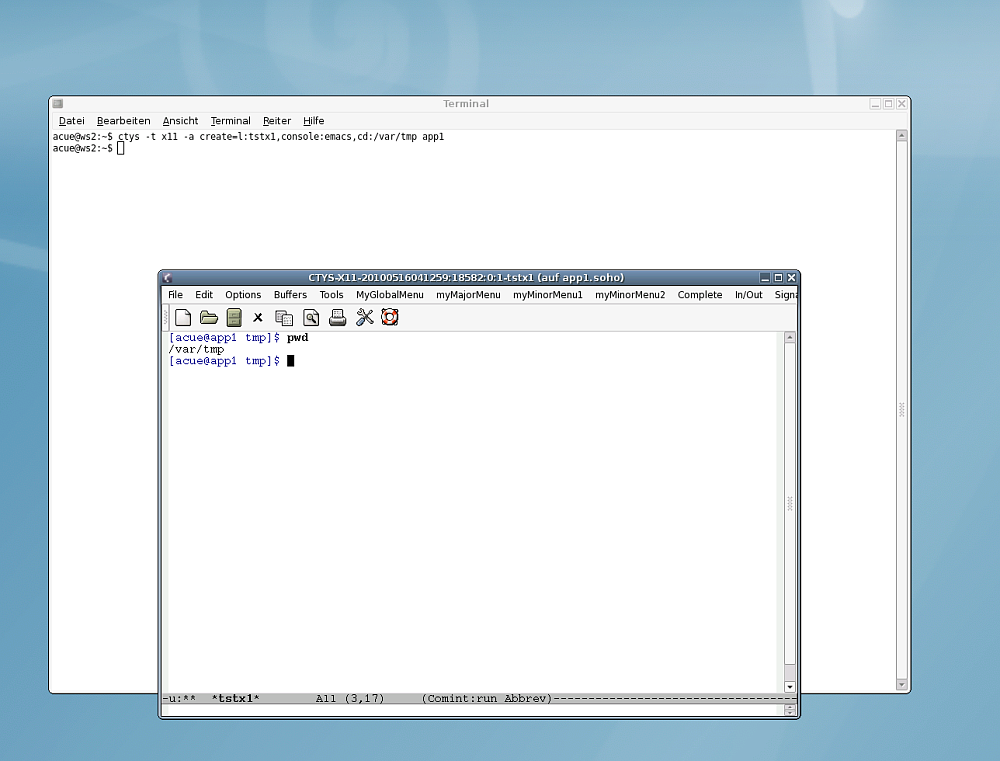 Terminal
Datei Bearbeiten Ansicht Terminal Reiter Hilfe
acue@ws2:~$ ctys -t x11 -a create=l:tstx1,console:emacs,cd:/var/tmp app1
acue@ws2:~$
CTYS-X11-20100516041259:18582:0:1-tstx1 (auf app1.soho)
File Edit Options Buffers Tools MyGlobalMenu myMajorMenu myMinorMenu1 myMinorMenu2 Complete In/Out Signa
[acue@app1 tmp]$ pwd
/var/tmp
[acue@app1 tmp]$
-u:** *tstx1* All (3,17) (Comint:run Abbrev)--------------------------------